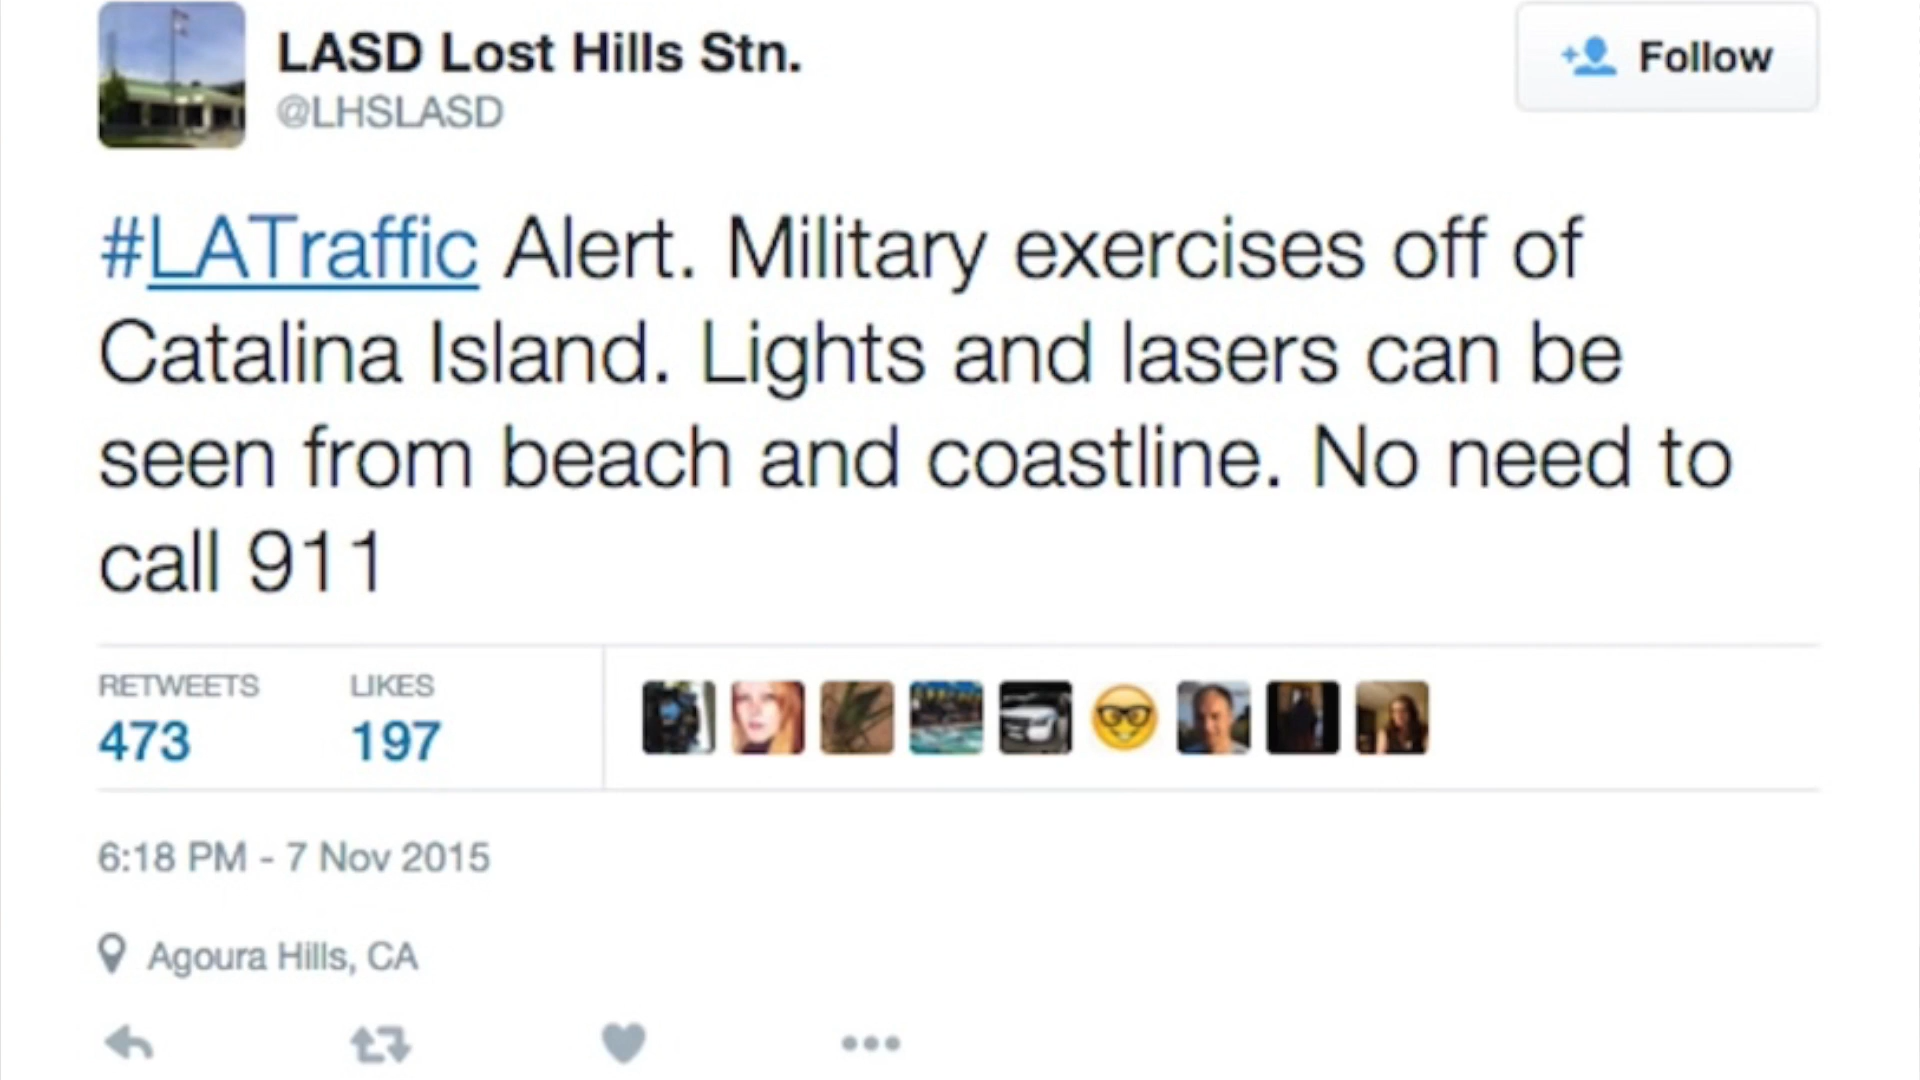 LASD Lost Hills Stn.
@LHSLASD
Follow
#LATraffic Alert. Military exercises off of
Catalina Island. Lights and lasers can be
seen from beach and coastline. No need to
call 911
RETWEETS LIKES
473 197
6:18 PM - 7 Nov 2015
Agoura Hills, CA